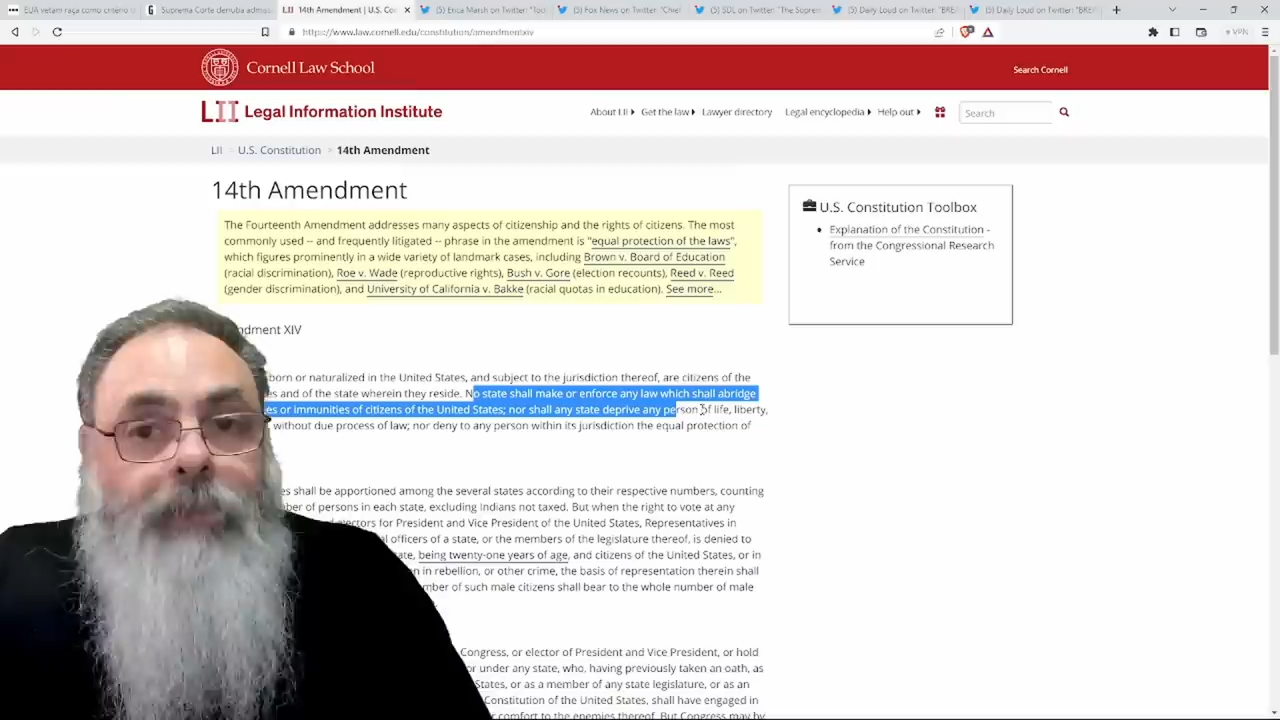 EUA vetam raça como critério
Suprema Corte derruba admis
14th Amendment | U.S. Co
(5) Erica Marsh on Twitter: "Toc
(5) Fox News on Twitter: "Chief
(5) SDL on Twitter: "The Suprem
(5) Daily Loud on Twitter: "BRE
(5) Daily Loud on Twitter: "BRE
https://www.law.cornell.edu/constitution/amendmentxiv
VPN
Cornell Law School
Search Cornell
LII Legal Information Institute
About LII Get the law Lawyer directory Legal encyclopedia Help out Search
LII > U.S. Constitution > 14th Amendment
14th Amendment
The Fourteenth Amendment addresses many aspects of citizenship and the rights of citizens. The most
commonly used -- and frequently litigated -- phrase in the amendment is "equal protection of the laws",
which figures prominently in a wide variety of landmark cases, including Brown v. Board of Education
(racial discrimination), Roe v. Wade (reproductive rights), Bush v. Gore (election recounts), Reed v. Reed
(gender discrimination), and University of California v. Bakke (racial quotas in education). See more...
U.S. Constitution Toolbox
Explanation of the Constitution -
from the Congressional Research
Service
ndment XIV
born or naturalized in the United States, and subject to the jurisdiction thereof, are citizens of the
es and of the state wherein they reside. No state shall make or enforce any law which shall abridge
es or immunities of citizens of the United States; nor shall any state deprive any person of life, liberty,
without due process of law; nor deny to any person within its jurisdiction the equal protection of
es shall be apportioned among the several states according to their respective numbers, counting
ber of persons in each state, excluding Indians not taxed. But when the right to vote at any
ectors for President and Vice President of the United States, Representatives in
al officers of a state, or the members of the legislature thereof, is denied to
ate, being twenty-one years of age, and citizens of the United States, or in
n in rebellion, or other crime, the basis of representation therein shall
mber of such male citizens shall bear to the whole number of male
Congress, or elector of President and Vice President, or hold
or under any state, who, having previously taken an oath, as
States, or as a member of any state legislature, or as an
Constitution of the United States, shall have engaged in
r comfort to the enemies thereof. But Congress may by